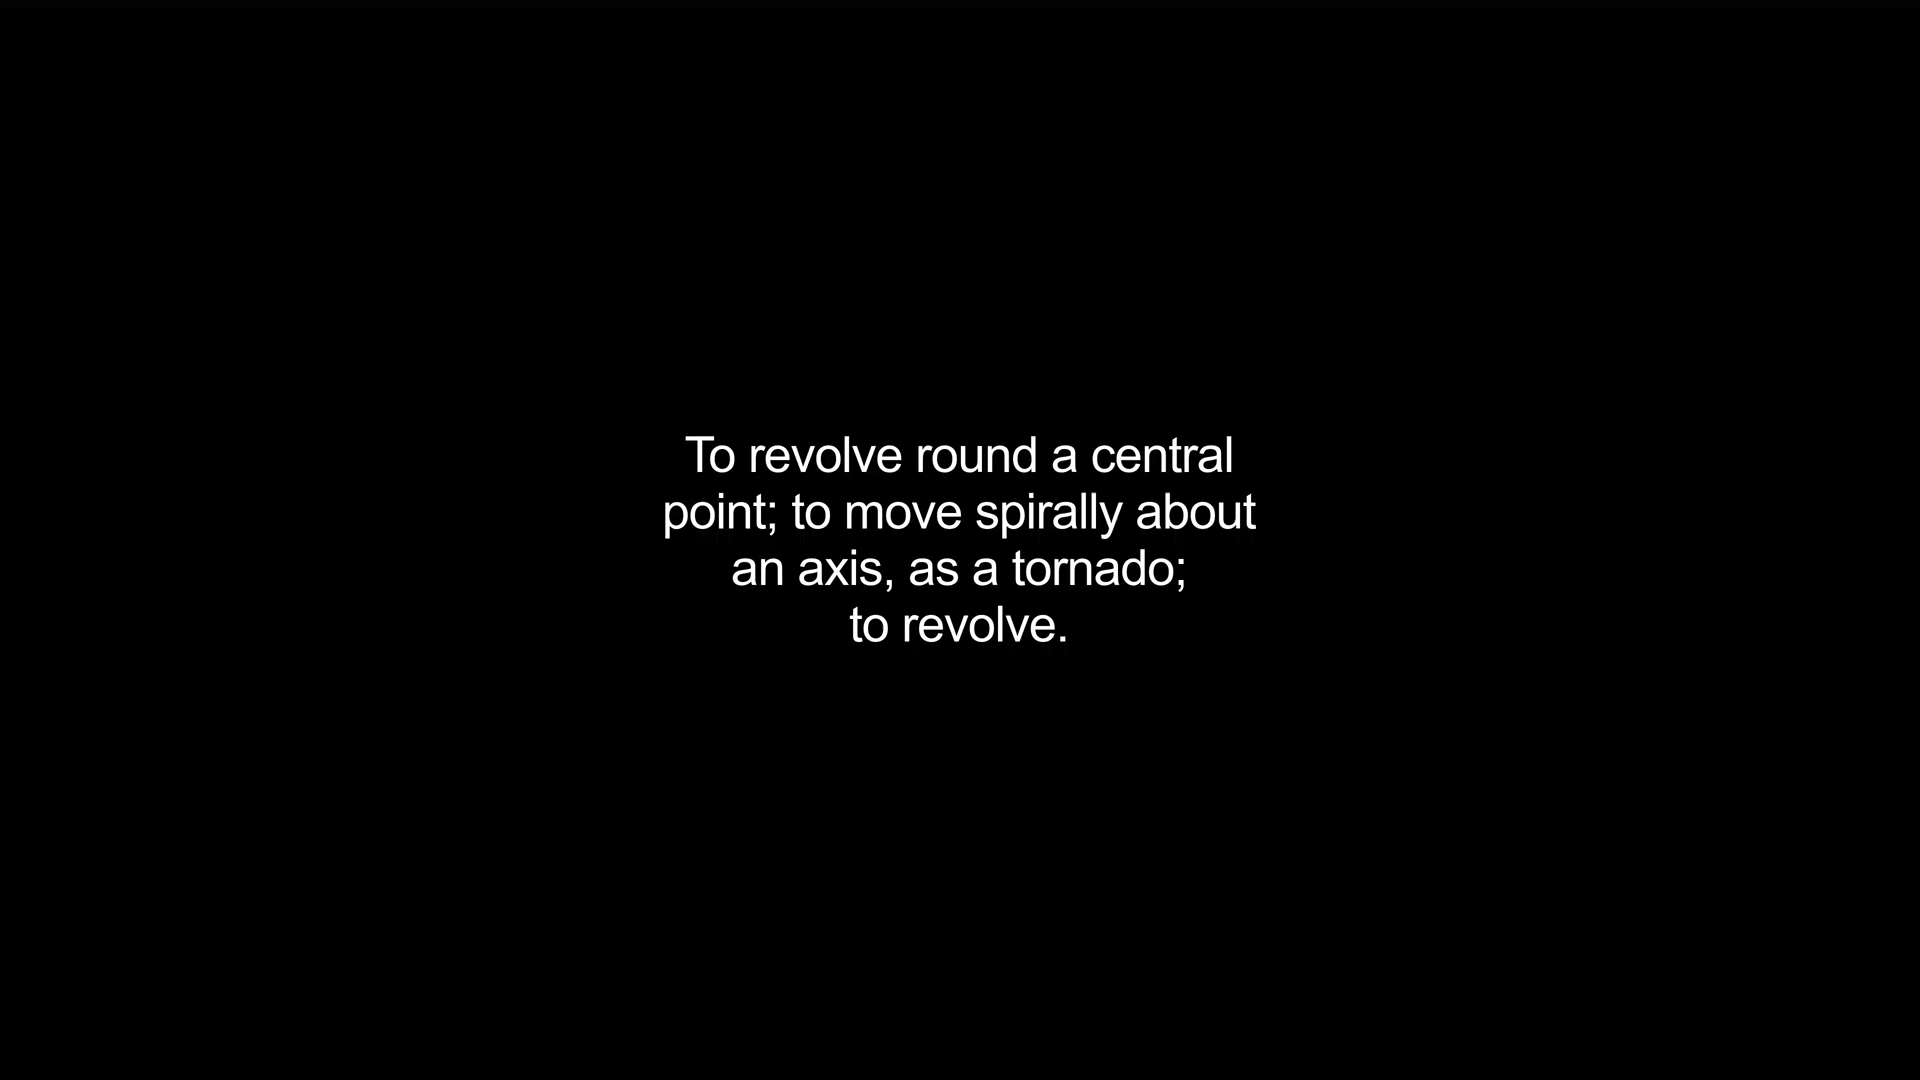 To revolve round a central
point; to move spirally about
an axis, as a tornado;
to revolve.